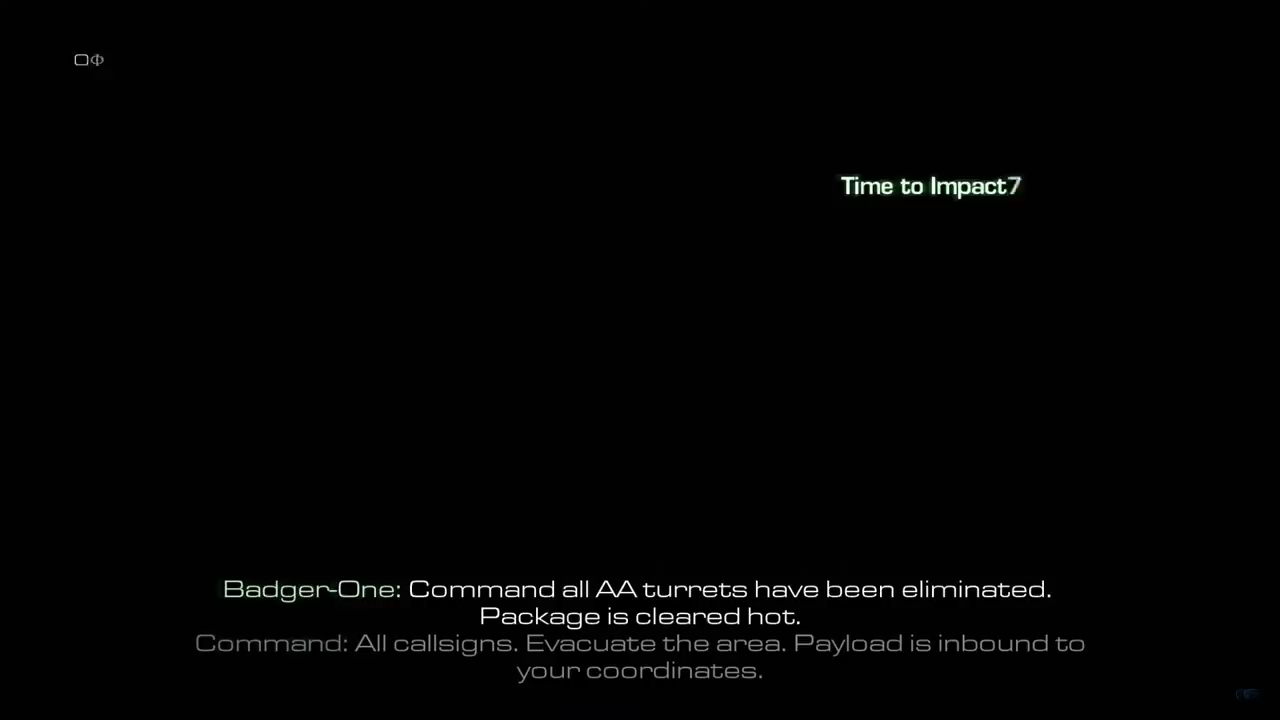 Time to Impact7
Badger-One: Command all AA turrets have been eliminated.
Package is cleared hot.
Command: All callsigns. Evacuate the area. Payload is inbound to
your coordinates.